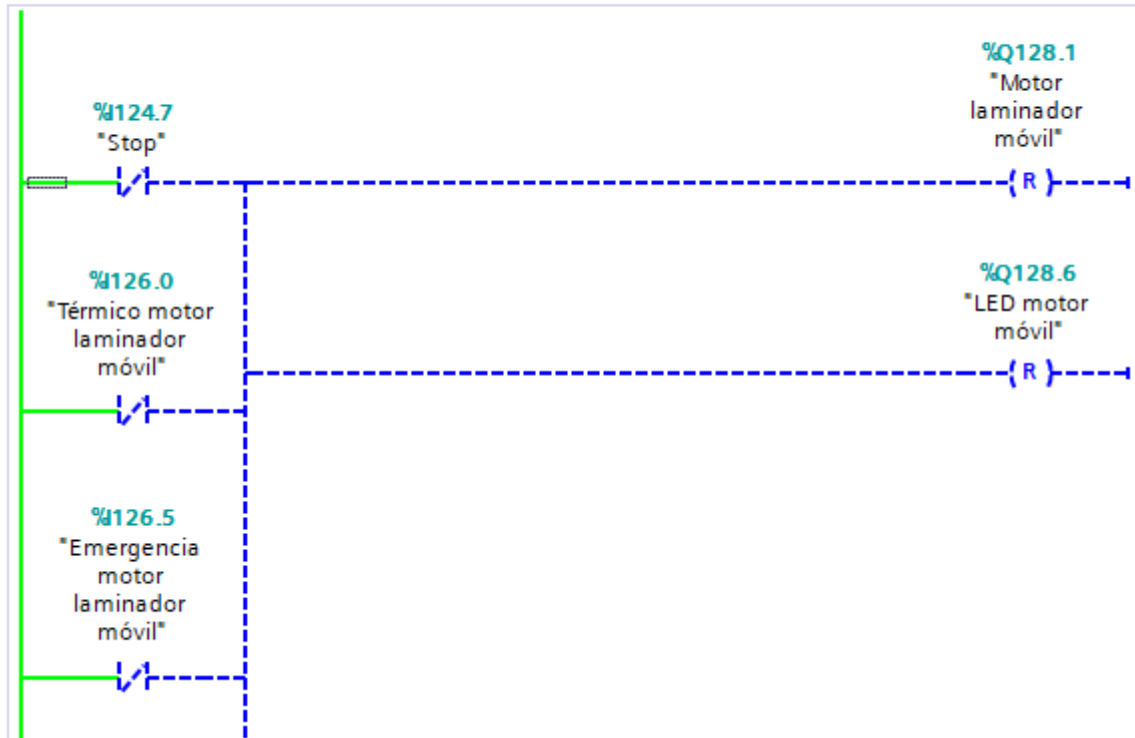 %Q128.1
"Motor
laminador
móvil"
%I124.7
"Stop"
R
%I126.0
"Térmico motor
laminador
móvil"
%Q128.6
"LED motor
móvil"
R
%I126.5
"Emergencia
motor
laminador
móvil"